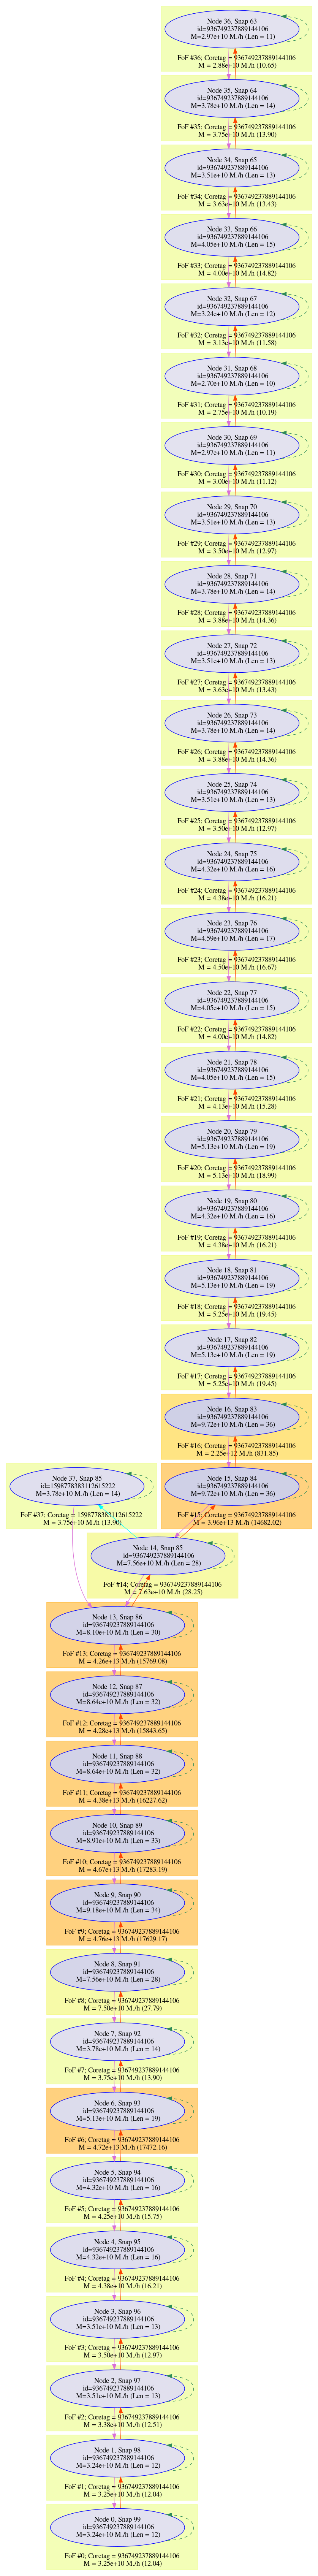 Node 36, Snap 63
id=936749237889144106
M=2.97e+10 M./h (Len = 11)
FoF #36; Coretag = 936749237889144106
M = 2.88e+10 M./h (10.65)
Node 35, Snap 64
id=936749237889144106
M=3.78e+10 M./h (Len = 14)
FoF #35; Coretag = 936749237889144106
M = 3.75e+10 M./h (13.90)
Node 34, Snap 65
id=936749237889144106
M=3.51e+10 M./h (Len = 13)
FoF #34; Coretag = 936749237889144106
M = 3.63e+10 M./h (13.43)
Node 33, Snap 66
id=936749237889144106
M=4.05e+10 M./h (Len = 15)
FoF #33; Coretag = 936749237889144106
M = 4.00e+10 M./h (14.82)
Node 32, Snap 67
id=936749237889144106
M=3.24e+10 M./h (Len = 12)
FoF #32; Coretag = 936749237889144106
M = 3.13e+10 M./h (11.58)
Node 31, Snap 68
id=936749237889144106
M=2.70e+10 M./h (Len = 10)
FoF #31; Coretag = 936749237889144106
M = 2.75e+10 M./h (10.19)
Node 30, Snap 69
id=936749237889144106
M=2.97e+10 M./h (Len = 11)
FoF #30; Coretag = 936749237889144106
M = 3.00e+10 M./h (11.12)
Node 29, Snap 70
id=936749237889144106
M=3.51e+10 M./h (Len = 13)
FoF #29; Coretag = 936749237889144106
M = 3.50e+10 M./h (12.97)
Node 28, Snap 71
id=936749237889144106
M=3.78e+10 M./h (Len = 14)
FoF #28; Coretag = 936749237889144106
M = 3.88e+10 M./h (14.36)
Node 27, Snap 72
id=936749237889144106
M=3.51e+10 M./h (Len = 13)
FoF #27; Coretag = 936749237889144106
M = 3.63e+10 M./h (13.43)
Node 26, Snap 73
id=936749237889144106
M=3.78e+10 M./h (Len = 14)
FoF #26; Coretag = 936749237889144106
M = 3.88e+10 M./h (14.36)
Node 25, Snap 74
id=936749237889144106
M=3.51e+10 M./h (Len = 13)
FoF #25; Coretag = 936749237889144106
M = 3.50e+10 M./h (12.97)
Node 24, Snap 75
id=936749237889144106
M=4.32e+10 M./h (Len = 16)
FoF #24; Coretag = 936749237889144106
M = 4.38e+10 M./h (16.21)
Node 23, Snap 76
id=936749237889144106
M=4.59e+10 M./h (Len = 17)
FoF #23; Coretag = 936749237889144106
M = 4.50e+10 M./h (16.67)
Node 22, Snap 77
id=936749237889144106
M=4.05e+10 M./h (Len = 15)
FoF #22; Coretag = 936749237889144106
M = 4.00e+10 M./h (14.82)
Node 21, Snap 78
id=936749237889144106
M=4.05e+10 M./h (Len = 15)
FoF #21; Coretag = 936749237889144106
M = 4.13e+10 M./h (15.28)
Node 20, Snap 79
id=936749237889144106
M=5.13e+10 M./h (Len = 19)
FoF #20; Coretag = 936749237889144106
M = 5.13e+10 M./h (18.99)
Node 19, Snap 80
id=936749237889144106
M=4.32e+10 M./h (Len = 16)
FoF #19; Coretag = 936749237889144106
M = 4.38e+10 M./h (16.21)
Node 18, Snap 81
id=936749237889144106
M=5.13e+10 M./h (Len = 19)
FoF #18; Coretag = 936749237889144106
M = 5.25e+10 M./h (19.45)
Node 17, Snap 82
id=936749237889144106
M=5.13e+10 M./h (Len = 19)
FoF #17; Coretag = 936749237889144106
M = 5.25e+10 M./h (19.45)
Node 16, Snap 83
id=936749237889144106
M=9.72e+10 M./h (Len = 36)
FoF #16; Coretag = 936749237889144106
M = 2.25e+12 M./h (831.85)
Node 37, Snap 85
id=1598778383112615222
M=3.78e+10 M./h (Len = 14)
FoF #37; Coretag = 1598778383112615222
M = 3.75e+10 M./h (13.90)
Node 15, Snap 84
id=936749237889144106
M=9.72e+10 M./h (Len = 36)
FoF #15; Coretag = 936749237889144106
M = 3.96e+13 M./h (14682.02)
Node 14, Snap 85
id=936749237889144106
M=7.56e+10 M./h (Len = 28)
FoF #14; Coretag = 936749237889144106
M = 7.63e+10 M./h (28.25)
Node 13, Snap 86
id=936749237889144106
M=8.10e+10 M./h (Len = 30)
FoF #13; Coretag = 936749237889144106
M = 4.26e+13 M./h (15769.08)
Node 12, Snap 87
id=936749237889144106
M=8.64e+10 M./h (Len = 32)
FoF #12; Coretag = 936749237889144106
M = 4.28e+13 M./h (15843.65)
Node 11, Snap 88
id=936749237889144106
M=8.64e+10 M./h (Len = 32)
FoF #11; Coretag = 936749237889144106
M = 4.38e+13 M./h (16227.62)
Node 10, Snap 89
id=936749237889144106
M=8.91e+10 M./h (Len = 33)
FoF #10; Coretag = 936749237889144106
M = 4.67e+13 M./h (17283.19)
Node 9, Snap 90
id=936749237889144106
M=9.18e+10 M./h (Len = 34)
FoF #9; Coretag = 936749237889144106
M = 4.76e+13 M./h (17629.17)
Node 8, Snap 91
id=936749237889144106
M=7.56e+10 M./h (Len = 28)
FoF #8; Coretag = 936749237889144106
M = 7.50e+10 M./h (27.79)
Node 7, Snap 92
id=936749237889144106
M=3.78e+10 M./h (Len = 14)
FoF #7; Coretag = 936749237889144106
M = 3.75e+10 M./h (13.90)
Node 6, Snap 93
id=936749237889144106
M=5.13e+10 M./h (Len = 19)
FoF #6; Coretag = 936749237889144106
M = 4.72e+13 M./h (17472.16)
Node 5, Snap 94
id=936749237889144106
M=4.32e+10 M./h (Len = 16)
FoF #5; Coretag = 936749237889144106
M = 4.25e+10 M./h (15.75)
Node 4, Snap 95
id=936749237889144106
M=4.32e+10 M./h (Len = 16)
FoF #4; Coretag = 936749237889144106
M = 4.38e+10 M./h (16.21)
Node 3, Snap 96
id=936749237889144106
M=3.51e+10 M./h (Len = 13)
FoF #3; Coretag = 936749237889144106
M = 3.50e+10 M./h (12.97)
Node 2, Snap 97
id=936749237889144106
M=3.51e+10 M./h (Len = 13)
FoF #2; Coretag = 936749237889144106
M = 3.38e+10 M./h (12.51)
Node 1, Snap 98
id=936749237889144106
M=3.24e+10 M./h (Len = 12)
FoF #1; Coretag = 936749237889144106
M = 3.25e+10 M./h (12.04)
Node 0, Snap 99
id=936749237889144106
M=3.24e+10 M./h (Len = 12)
FoF #0; Coretag = 936749237889144106
M = 3.25e+10 M./h (12.04)